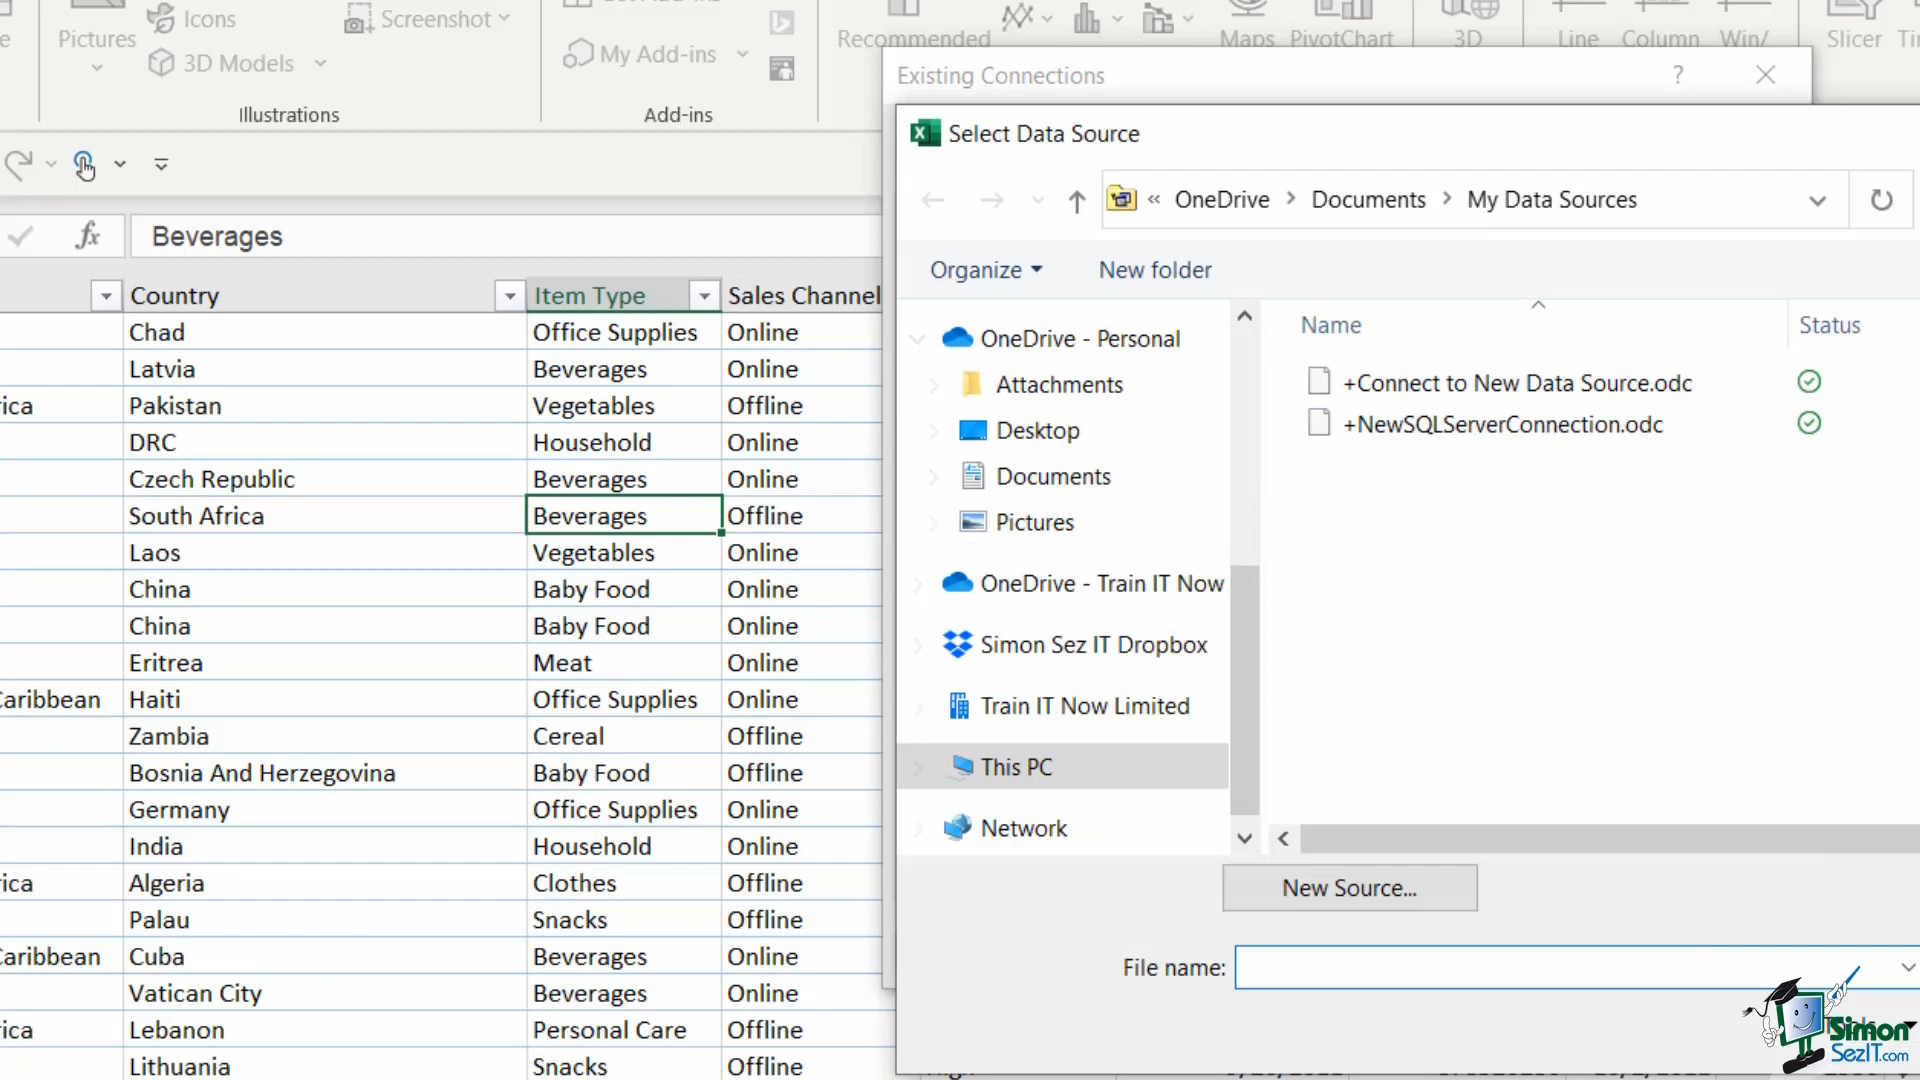 Icons
Screenshot
Pictures
3D Models
My Add-ins
Illustrations
Add-ins
Recommended
Maps
PivotChart
3D
Line
Column
Win/
Slicer
Existing Connections
?
Select Data Source
« OneDrive > Documents > My Data Sources
fx
Beverages
Organize
New folder
Country
Item Type
Sales Channel
Chad Office Supplies Online
Latvia Beverages Online
rica Pakistan Vegetables Offline
DRC Household Online
Czech Republic Beverages Online
South Africa Beverages Offline
Laos Vegetables Online
China Baby Food Online
China Baby Food Online
Eritrea Meat Online
Caribbean Haiti Office Supplies Online
Zambia Cereal Offline
Bosnia And Herzegovina Baby Food Offline
Germany Office Supplies Online
India Household Online
rica Algeria Clothes Offline
Palau Snacks Offline
Caribbean Cuba Beverages Online
Vatican City Beverages Online
rica Lebanon Personal Care Offline
Lithuania Snacks Offline
OneDrive - Personal
Attachments
Desktop
Documents
Pictures
OneDrive - Train IT Now
Simon Sez IT Dropbox
Train IT Now Limited
This PC
Network
Name
Status
+Connect to New Data Source.odc
+NewSQLServerConnection.odc
New Source...
File name:
Simon
SezIT.com